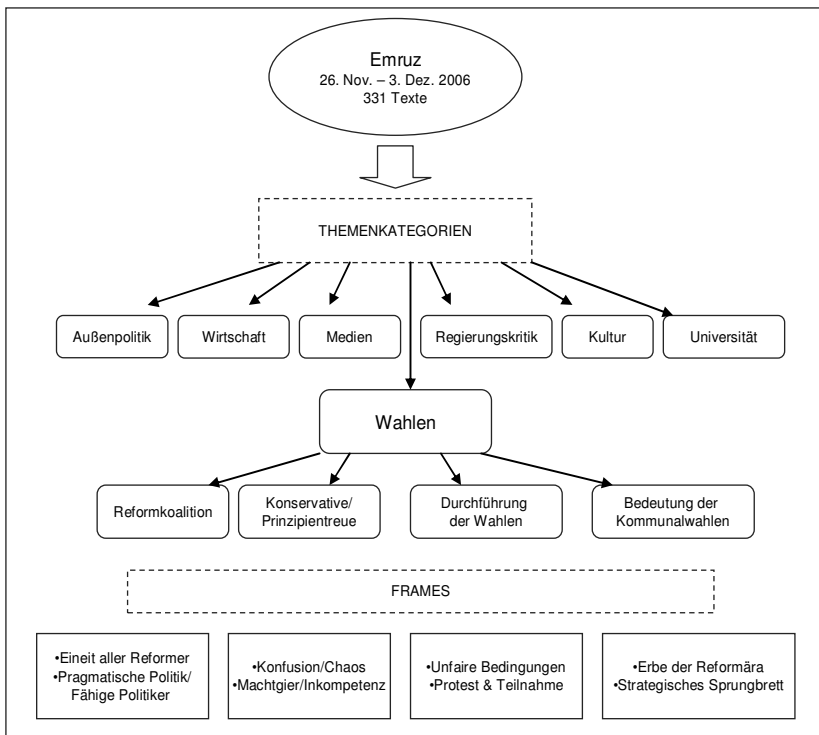 Emruz
26. Nov. – 3. Dez. 2006
331 Texte
THEMENKATEGORIEN
Außenpolitik
Wirtschaft
Medien
Regierungskritik
Kultur
Universität
Wahlen
Reformkoalition
Konservative/
Prinzipientreue
Durchführung
der Wahlen
Bedeutung der
Kommunalwahlen
FRAMES
•Eineit aller Reformer
•Pragmatische Politik/
Fähige Politiker
•Konfusion/Chaos
•Machtgier/Inkompetenz
•Unfaire Bedingungen
•Protest & Teilnahme
•Erbe der Reformära
•Strategisches Sprungbrett